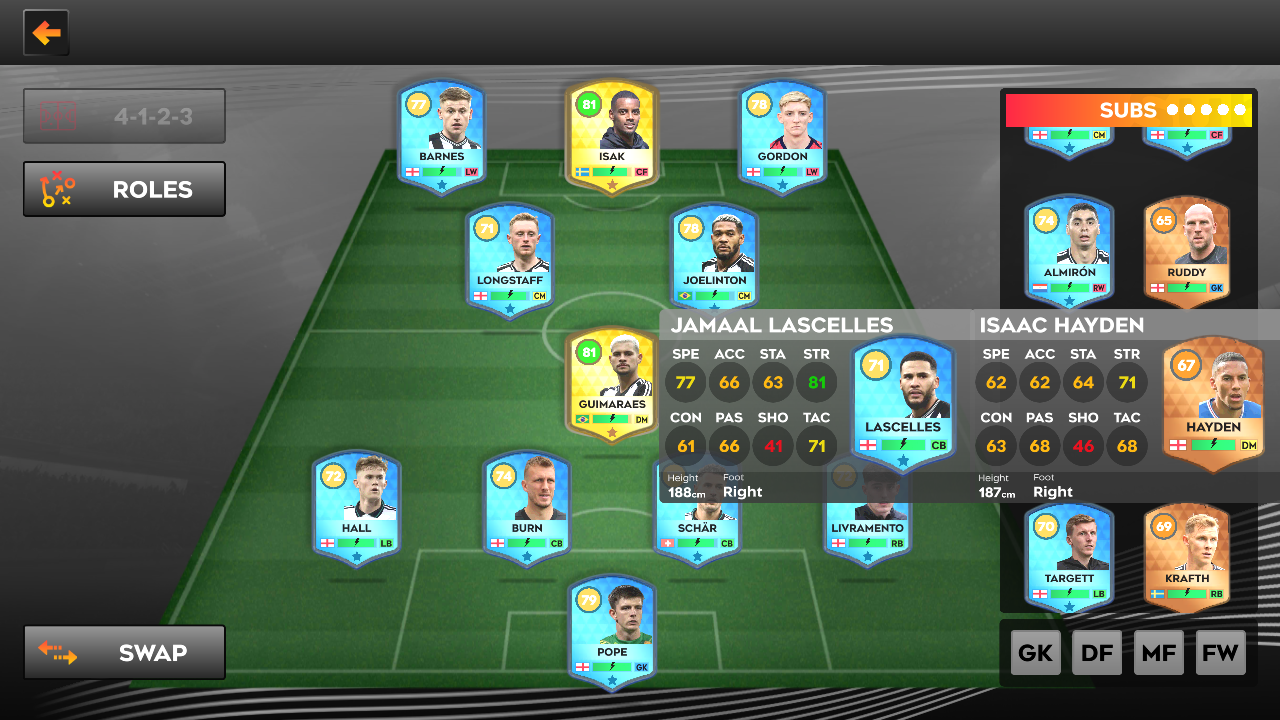 4-1-2-3
ROLES
SWAP
77
BARNES
LW
81
ISAK
CF
78
GORDON
LW
71
LONGSTAFF
CM
78
JOELINTON
CM
81
GUIMARAES
DM
72
HALL
LB
74
BURN
CB
SCHÄR
CB
LIVRAMENTO
RB
79
POPE
GK
SUBS
CM
CF
74
ALMIRÓN
RW
65
RUDDY
GK
JAMAAL LASCELLES
SPE ACC STA STR
77 66 63 81
CON PAS SHO TAC
61 66 41 71
Height Foot
188cm Right
71
LASCELLES
CB
ISAAC HAYDEN
SPE ACC STA STR
62 62 64 71
CON PAS SHO TAC
63 68 46 68
Height Foot
187cm Right
67
HAYDEN
DM
70
TARGETT
LB
69
KRAFTH
RB
GK DF MF FW